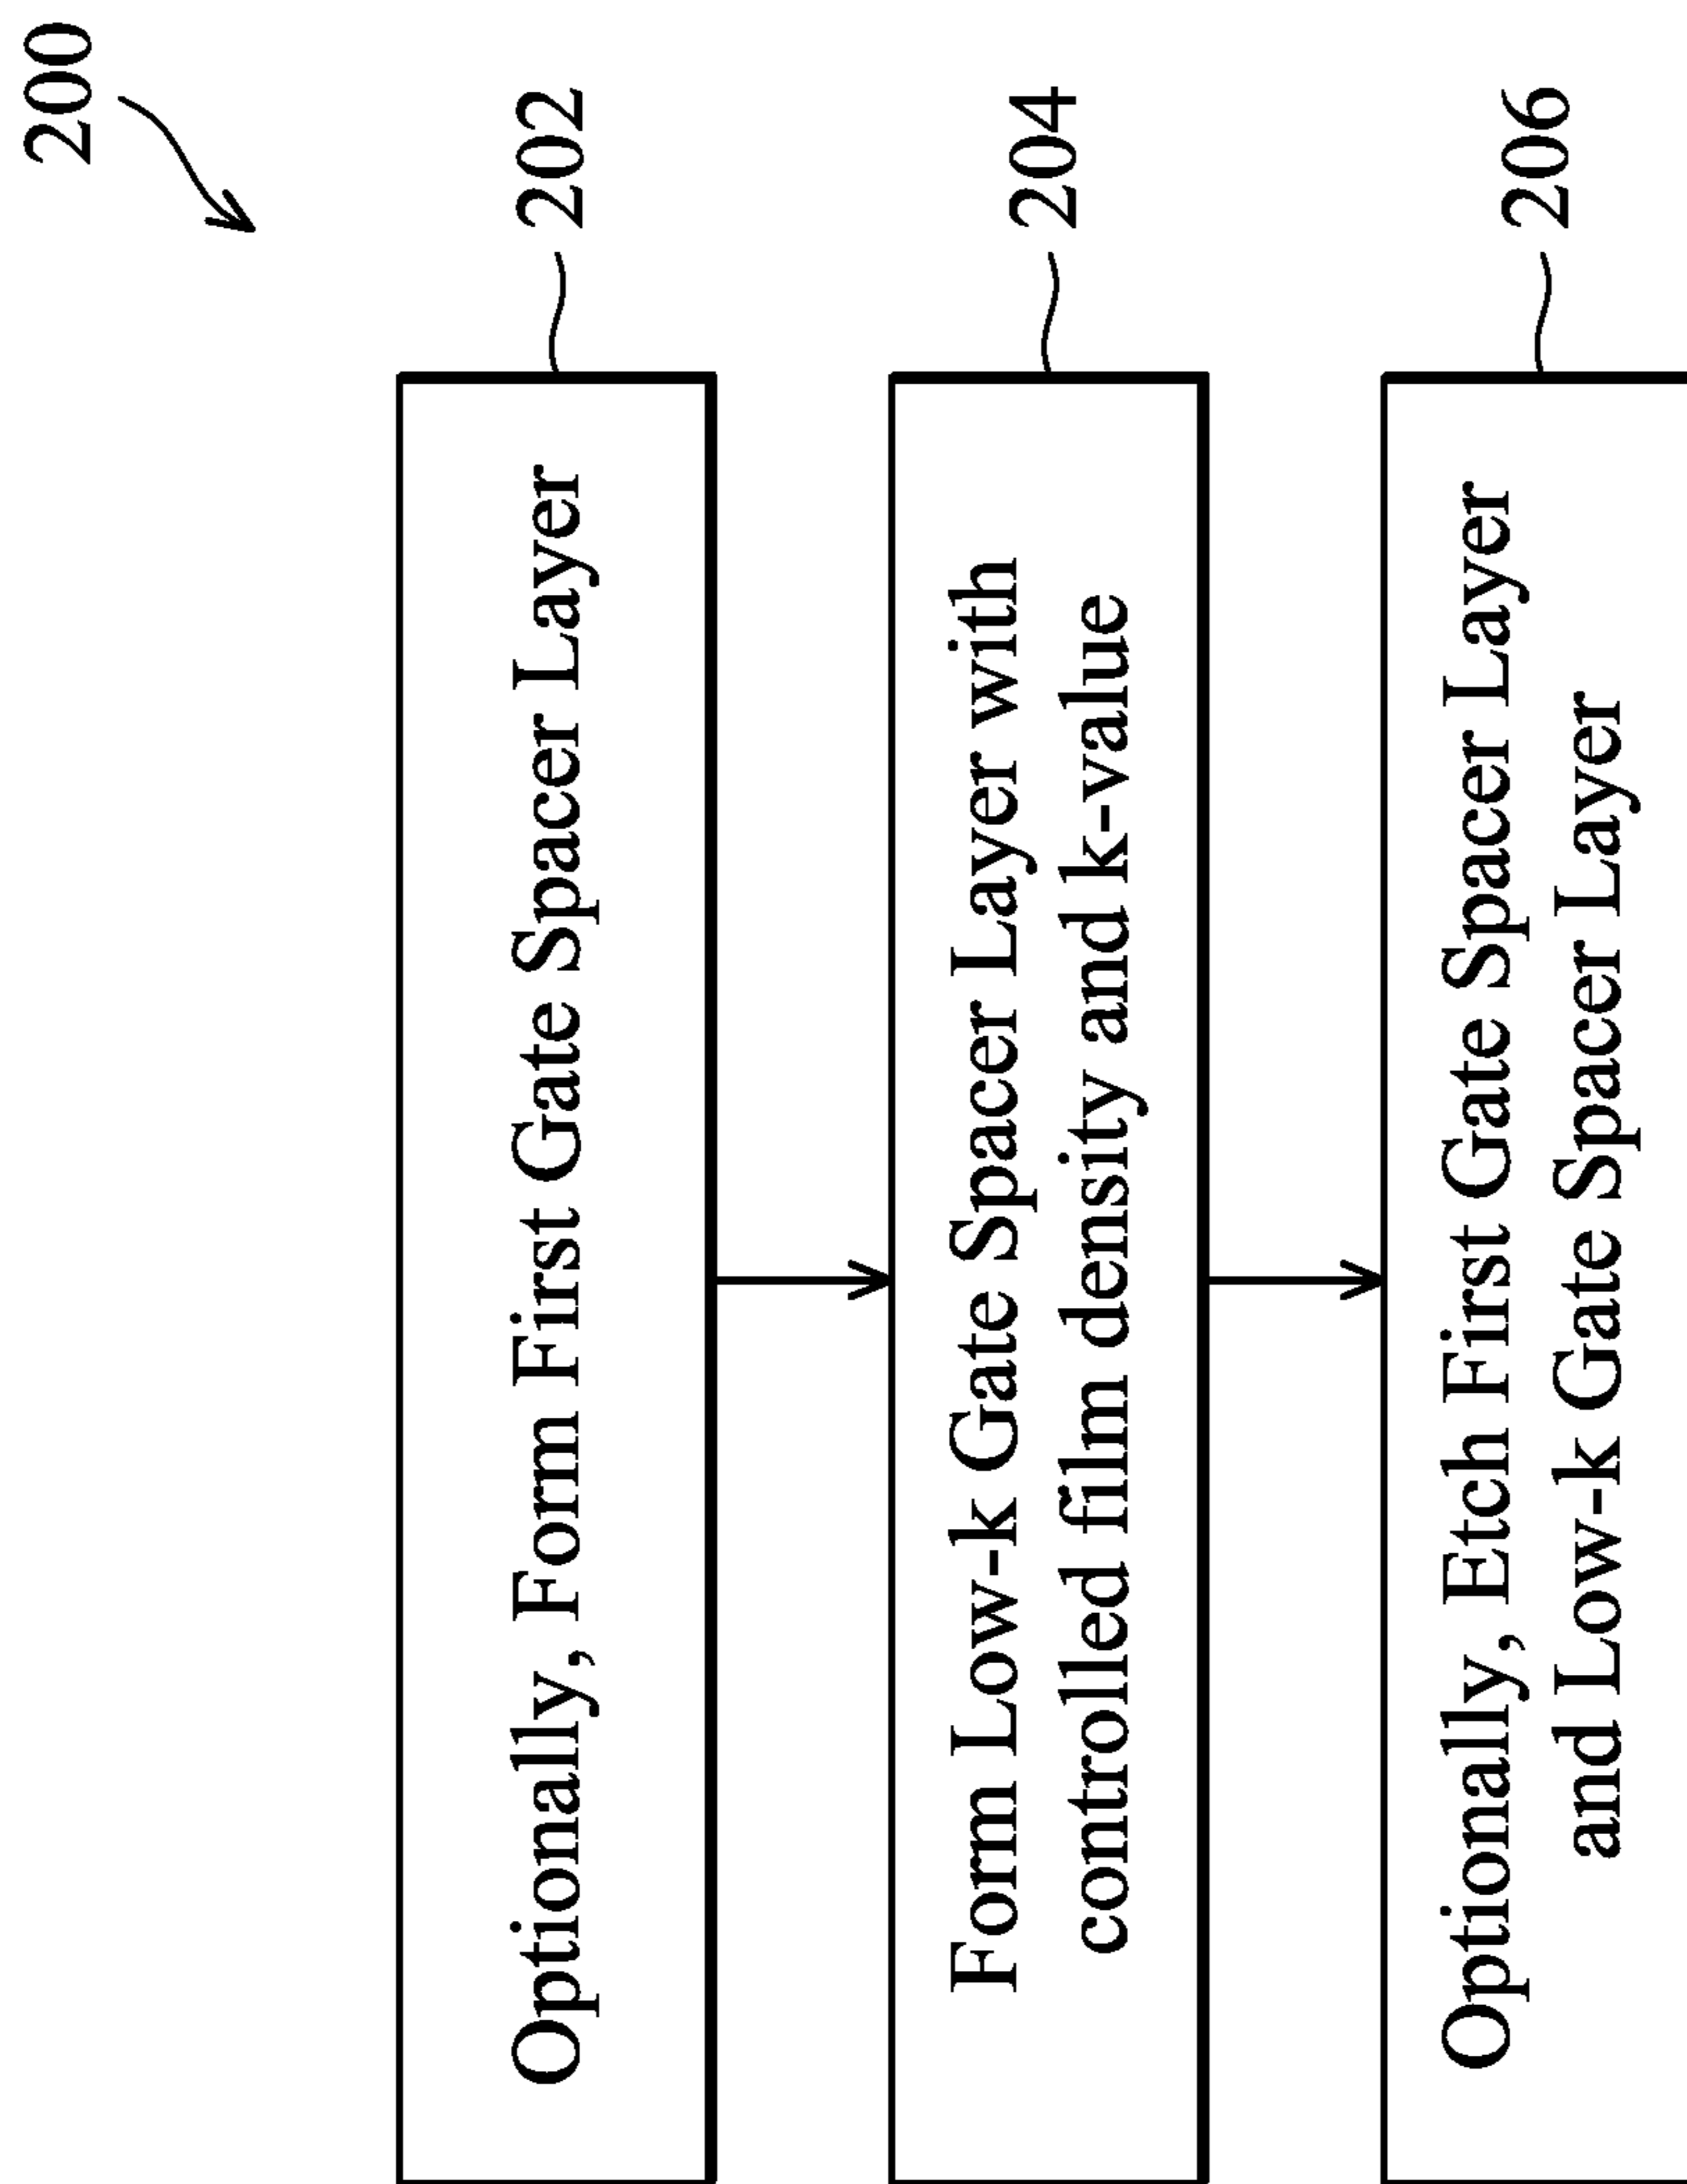 200
Optionally, Form First Gate Spacer Layer
202
Form Low-k Gate Spacer Layer with
controlled film density and k-value
204
Optionally, Etch First Gate Spacer Layer
and Low-k Gate Spacer Layer
206